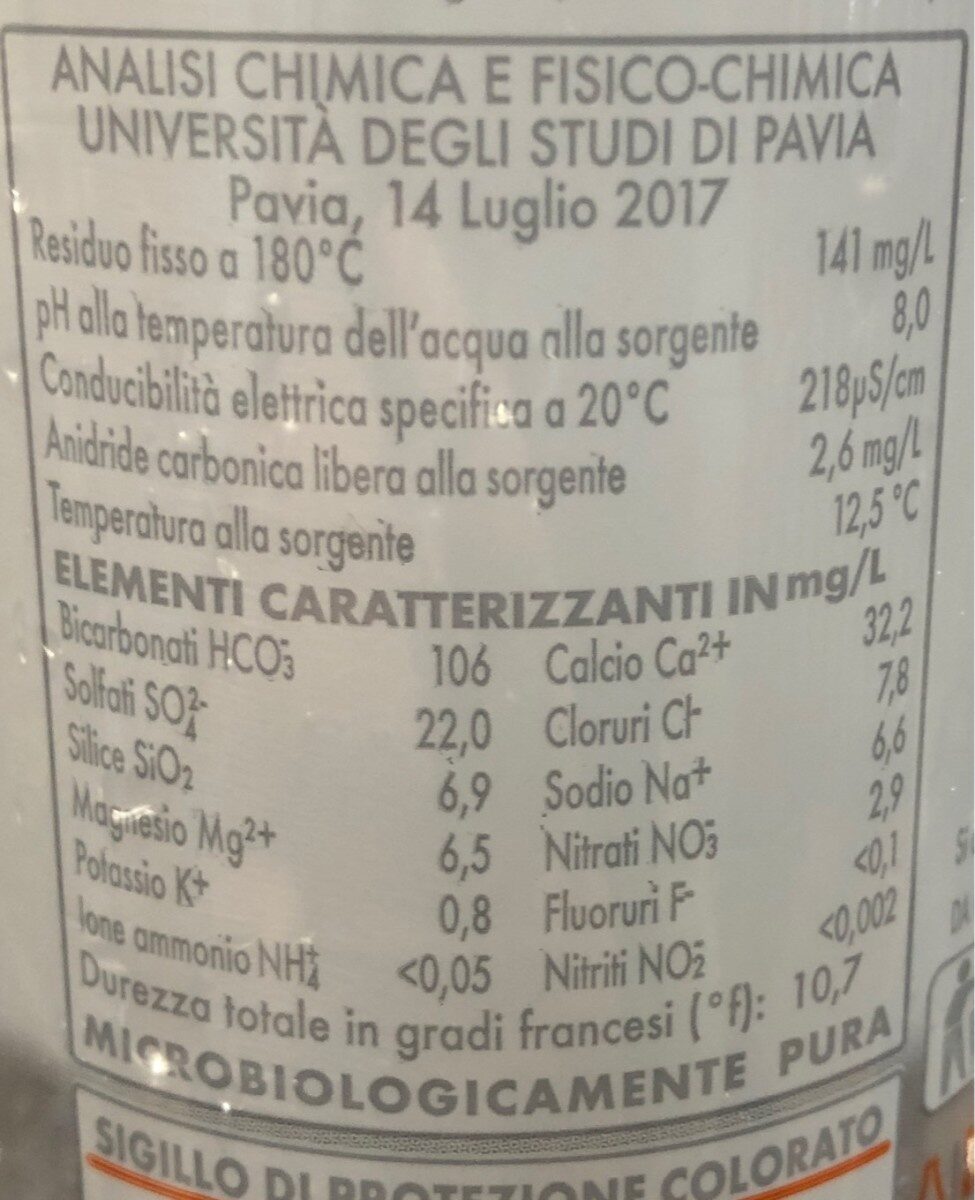 ANALISI CHIMICA E FISICO-CHIMICA
UNIVERSITÀ DEGLI STUDI DI PAVIA
Pavia, 14 Luglio 2017
Residuo fisso a 180°C 141 mg/L
pH alla temperatura dell'acqua alla sorgente 8,0
Conducibilità elettrica specifica a 20°C 218µS/cm
Anidride carbonica libera alla sorgente 2,6 mg/L
Temperatura alla sorgente 12,5 °C
ELEMENTI CARATTERIZZANTI IN mg/L
Bicarbonati HCO₃⁻ 106 Calcio Ca²⁺ 32,2
Solfati SO₄²⁻ 22,0 Cloruri Cl⁻ 7,8
Silice SiO₂ 6,9 Sodio Na⁺ 6,6
Magnesio Mg²⁺ 6,5 Nitrati NO₃⁻ 2,9
Potassio K⁺ 0,8 Fluoruri F⁻ <0,1
Ione ammonio NH₄⁺ <0,05 Nitriti NO₂⁻ <0,002
Durezza totale in gradi francesi (°f): 10,7
MICROBIOLOGICAMENTE PURA
SIGILLO DI PROTEZIONE COLORATO